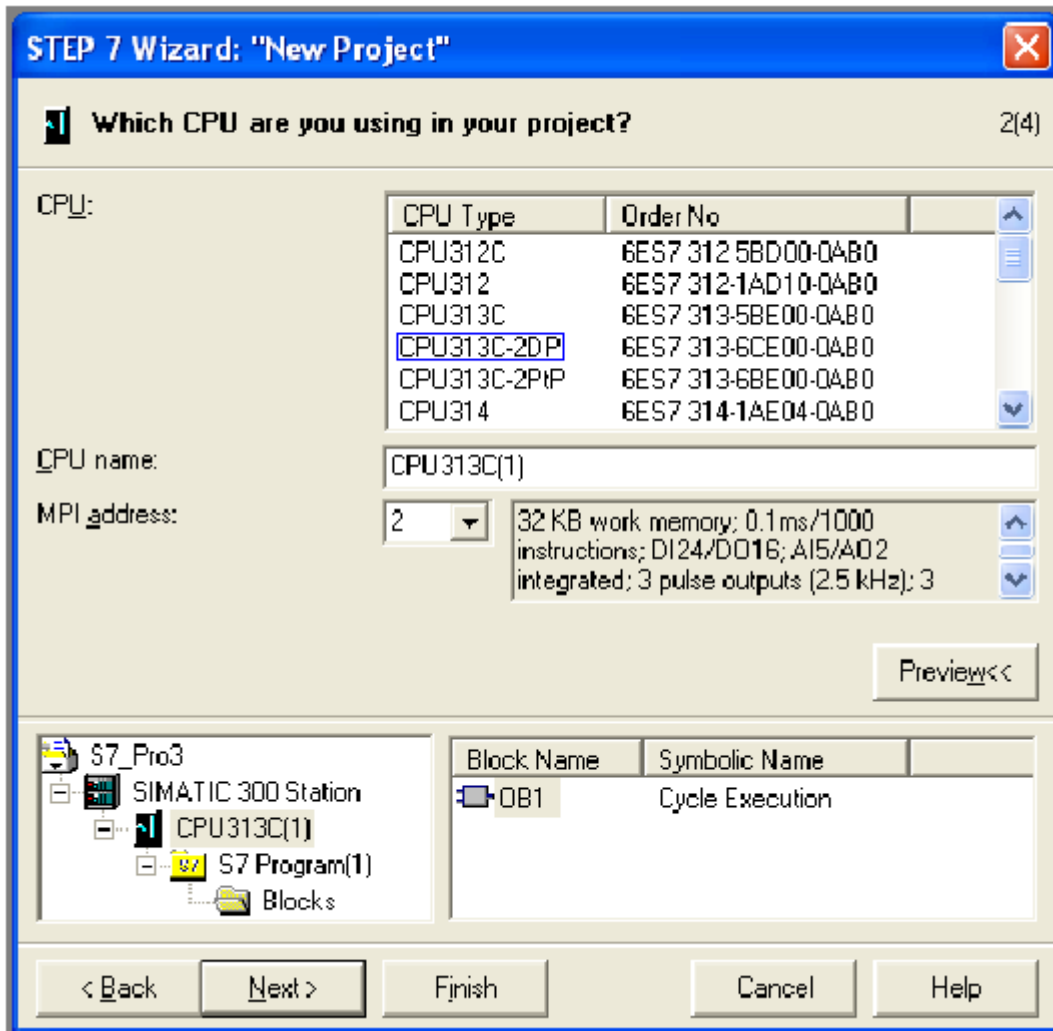 STEP 7 Wizard: "New Project"
Which CPU are you using in your project? 2(4)
CPU:
CPU Type Order No
CPU312C 6ES7 312 5BD00-0AB0
CPU312 6ES7 312-1AD10-0AB0
CPU313C 6ES7 313-5BE00-0AB0
CPU313C-2DP 6ES7 313-6CE00-0AB0
CPU313C-2PtP 6ES7 313-6BE00-0AB0
CPU314 6ES7 314-1AE04-0AB0
CPU name: CPU313C(1)
MPI address: 2
32 KB work memory; 0.1ms/1000
instructions; DI24/DO16; AI5/AO2
integrated; 3 pulse outputs (2.5 kHz); 3
Preview<<
S7_Pro3
SIMATIC 300 Station
CPU313C(1)
S7 Program(1)
Blocks
Block Name Symbolic Name
OB1 Cycle Execution
< Back Next > Finish Cancel Help